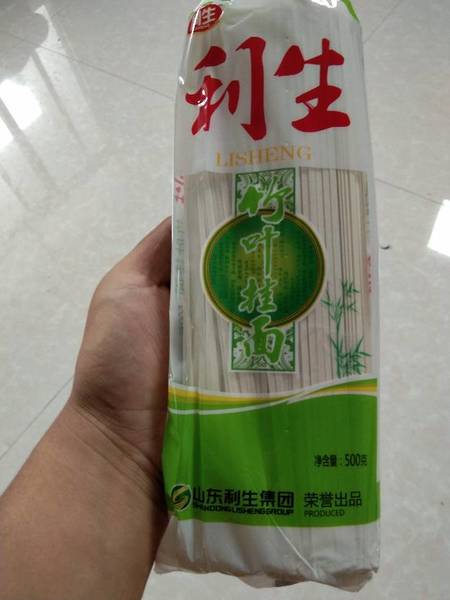 利生
LISHENG
竹叶挂面
净含量:500克
山东利生集团
SHANDONG LISHENG GROUP
荣誉出品
PRODUCED